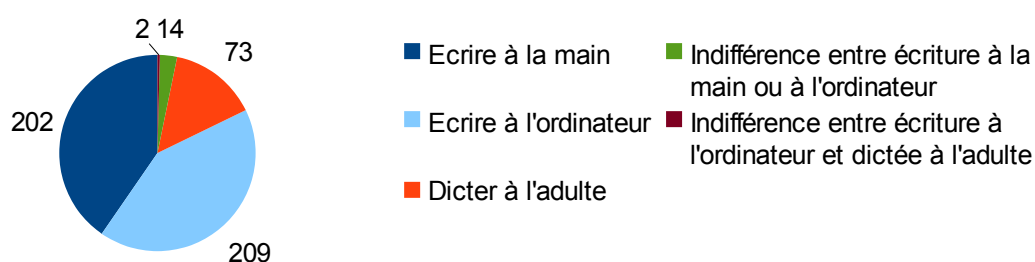 2 14
73
202
209
Ecrire à la main
Ecrire à l'ordinateur
Dicter à l'adulte
Indifférence entre écriture à la
main ou à l'ordinateur
Indifférence entre écriture à
l'ordinateur et dictée à l'adulte